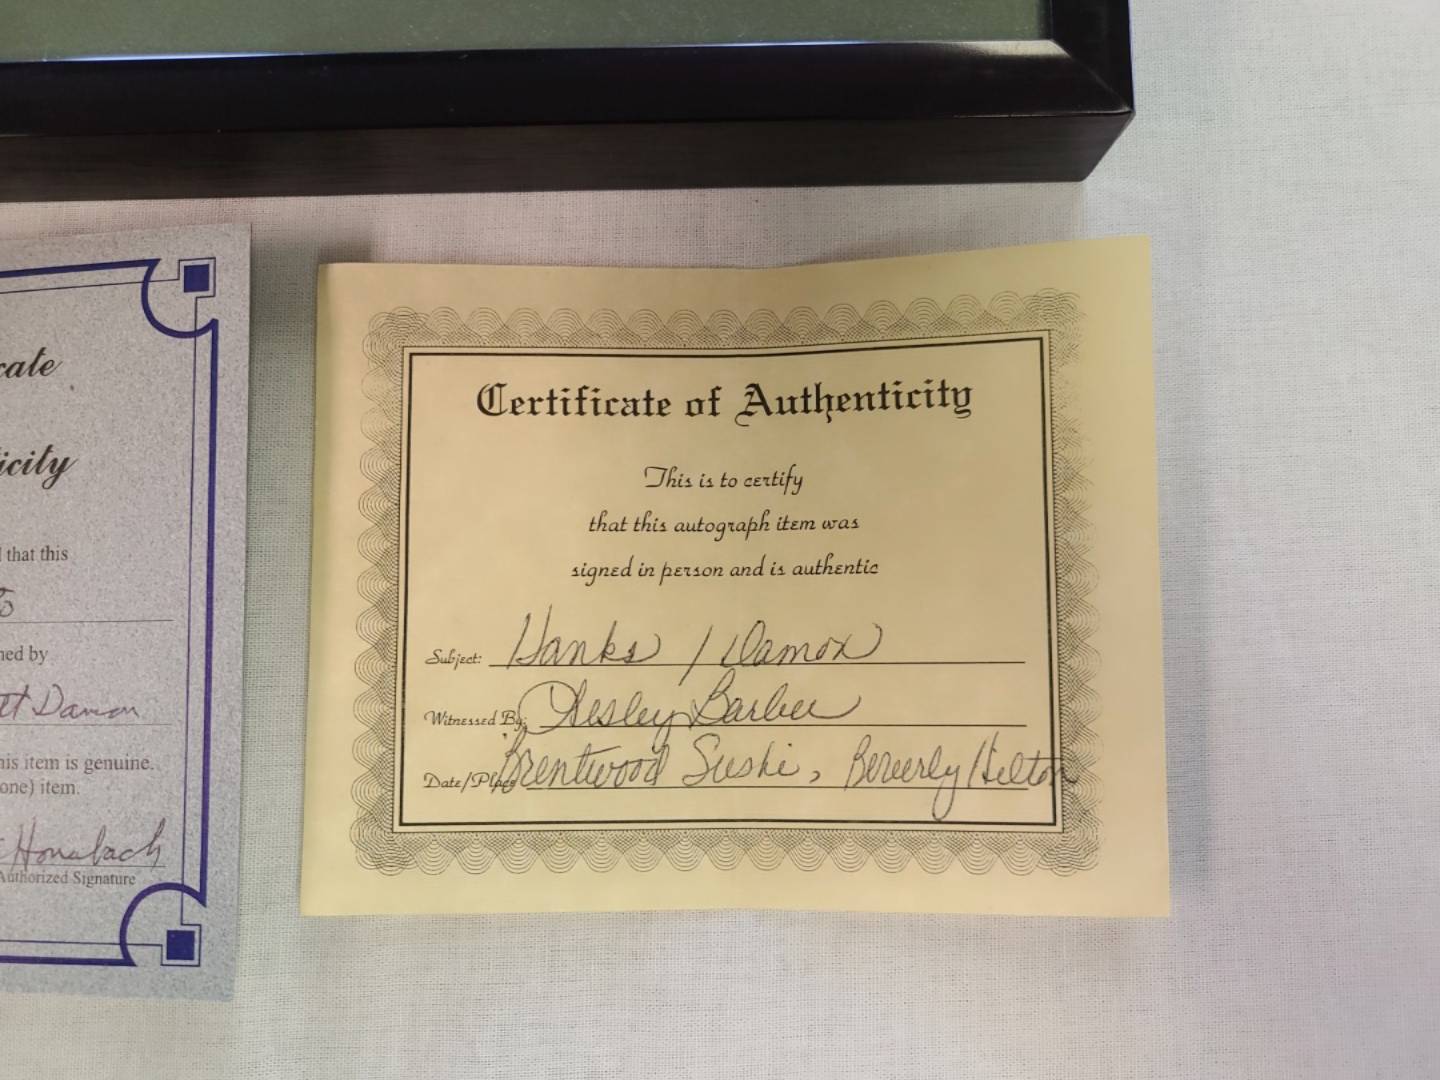 cate
icity
that this
ned by
tt Damon
his item is genuine.
one) item.
Hornabach
Authorized Signature
Certificate of Authenticity
This is to certify
that this autograph item was
signed in person and is authentic
Subject: Hanks / Damon
Witnessed By: Barber
Date/Place Brentwood Sushi, Beverly Hilton